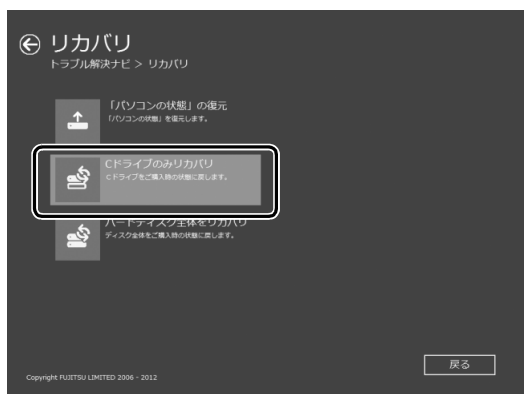 リカバリ
トラブル解決ナビ > リカバリ
「パソコンの状態」の復元
「パソコンの状態」を復元します。
Cドライブのみリカバリ
Cドライブをご購入時の状態に戻します。
ハードディスク全体をリカバリ
ディスク全体をご購入時の状態に戻します。
戻る
Copyright FUJITSU LIMITED 2006 - 2012